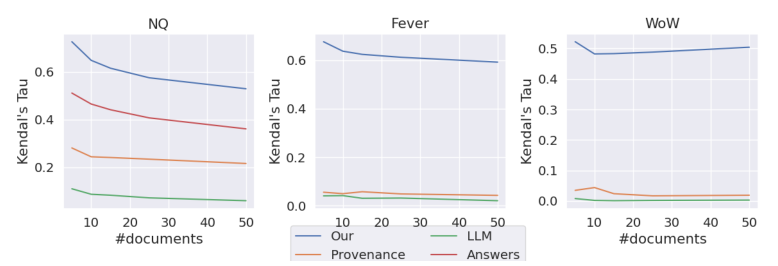 NQ
Fever
WoW
Kendal's Tau
0.6
0.4
0.2
10 20 30 40 50
#documents
Kendal's Tau
0.6
0.4
0.2
0.0
10 20 30 40 50
Kendal's Tau
0.5
0.4
0.3
0.2
0.1
0.0
10 20 30 40 50
#documents
Our
Provenance
LLM
Answers